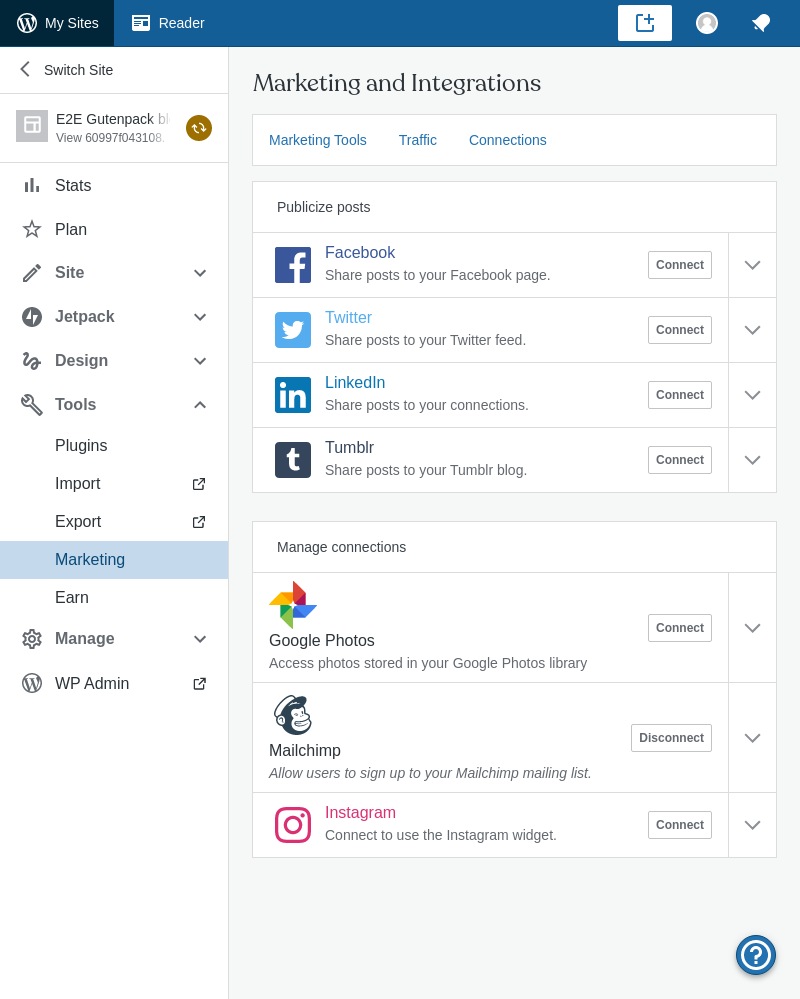 My Sites
Reader
Switch Site
E2E Gutenpack
View 60997f043108.
Stats
Plan
Site
Jetpack
Design
Tools
Plugins
Import
Export
Marketing
Earn
Manage
WP Admin
Marketing and Integrations
Marketing Tools Traffic Connections
Publicize posts
Facebook
Share posts to your Facebook page.
Connect
Twitter
Share posts to your Twitter feed.
Connect
LinkedIn
Share posts to your connections.
Connect
Tumblr
Share posts to your Tumblr blog.
Connect
Manage connections
Google Photos
Access photos stored in your Google Photos library
Connect
Mailchimp
Allow users to sign up to your Mailchimp mailing list.
Disconnect
Instagram
Connect to use the Instagram widget.
Connect